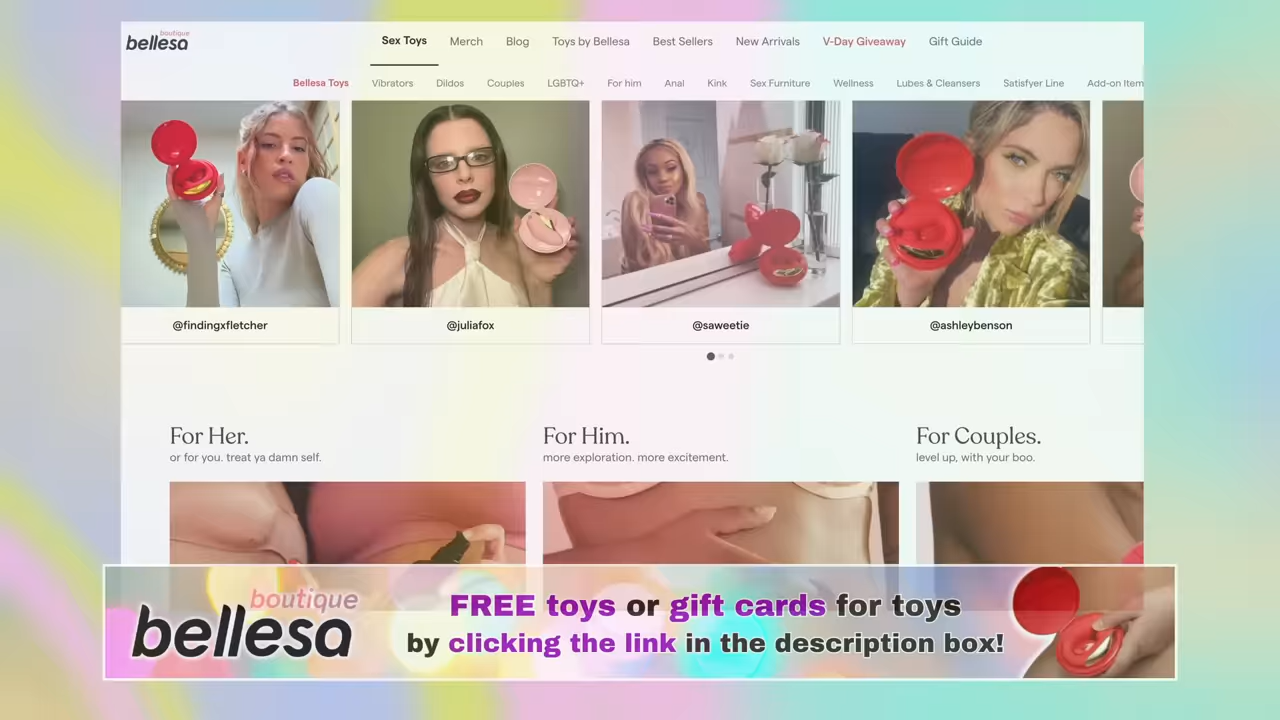 boutique
bellesa
Sex Toys Merch Blog Toys by Bellesa Best Sellers New Arrivals V-Day Giveaway Gift Guide
Bellesa Toys Vibrators Dildos Couples LGBTQ+ For him Anal Kink Sex Furniture Wellness Lubes & Cleansers Satisfyer Line Add-on Item
@findingxfletcher @juliafox @saweetie @ashleybenson
For Her. For Him. For Couples.
or for you. treat ya damn self. more exploration. more excitement. level up, with your boo.
boutique
bellesa
FREE toys or gift cards for toys
by clicking the link in the description box!